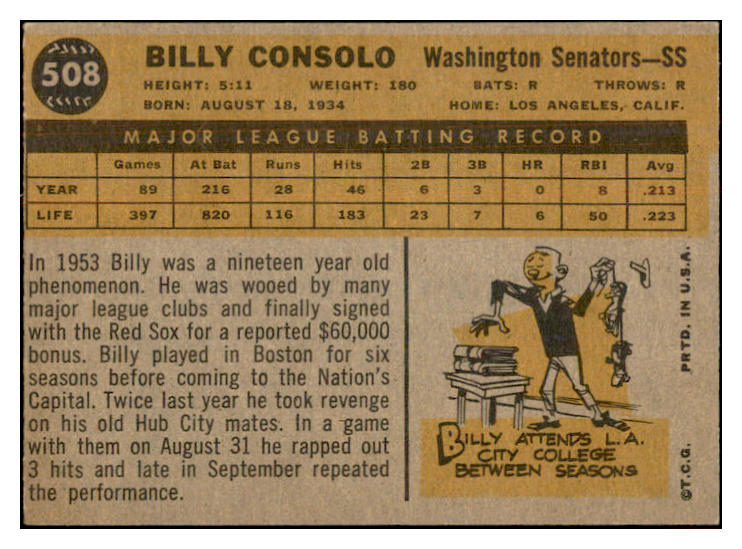 508
BILLY CONSOLO Washington Senators—SS
HEIGHT: 5:11 WEIGHT: 180 BATS: R THROWS: R
BORN: AUGUST 18, 1934 HOME: LOS ANGELES, CALIF.
MAJOR LEAGUE BATTING RECORD
Games At Bat Runs Hits 2B 3B HR RBI Avg
YEAR 89 216 28 46 6 3 0 8 .213
LIFE 397 820 116 183 23 7 6 50 .223
In 1953 Billy was a nineteen year old
phenomenon. He was wooed by many
major league clubs and finally signed
with the Red Sox for a reported $60,000
bonus. Billy played in Boston for six
seasons before coming to the Nation's
Capital. Twice last year he took revenge
on his old Hub City mates. In a game
with them on August 31 he rapped out
3 hits and late in September repeated
the performance.
BILLY ATTENDS L.A.
CITY COLLEGE
BETWEEN SEASONS
©T.C.G. PRTD. IN U.S.A.